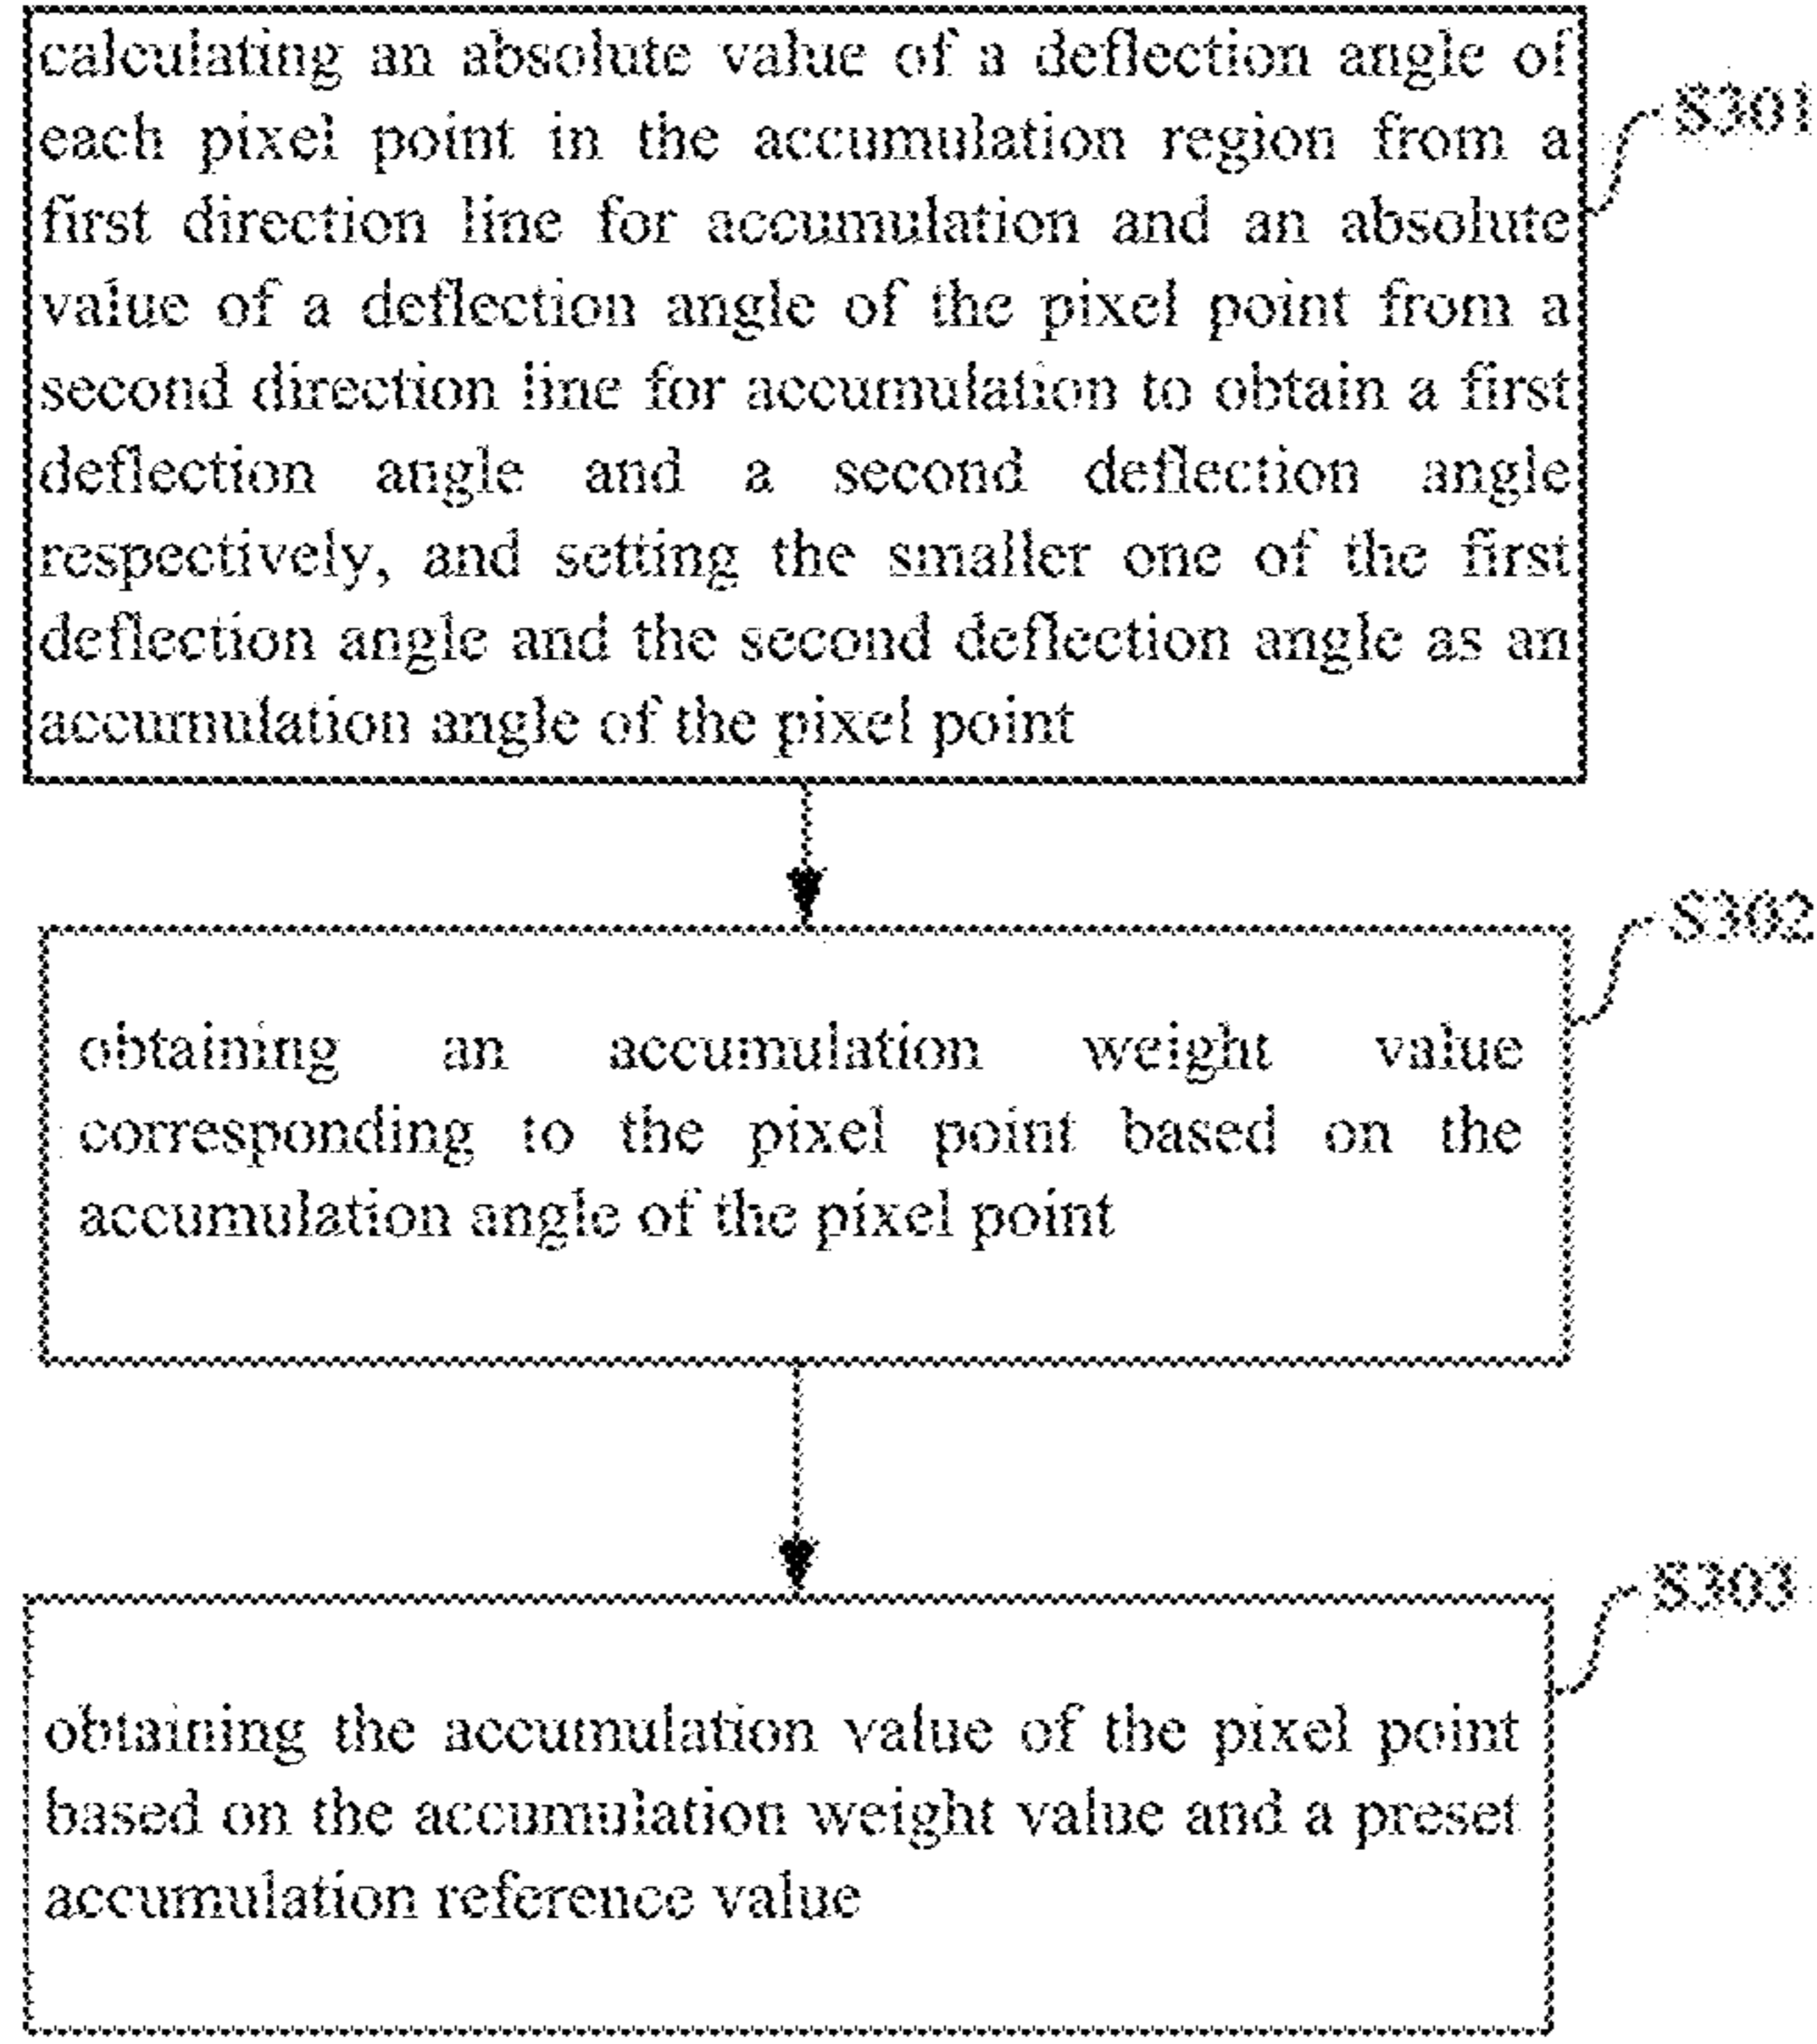 calculating an absolute value of a deflection angle of
each pixel point in the accumulation region from a
first direction line for accumulation and an absolute
value of a deflection angle of the pixel point from a
second direction line for accumulation to obtain a first
deflection angle and a second deflection angle
respectively, and setting the smaller one of the first
deflection angle and the second deflection angle as an
accumulation angle of the pixel point
S301
obtaining an accumulation weight value
corresponding to the pixel point based on the
accumulation angle of the pixel point
S302
obtaining the accumulation value of the pixel point
based on the accumulation weight value and a preset
accumulation reference value
S303